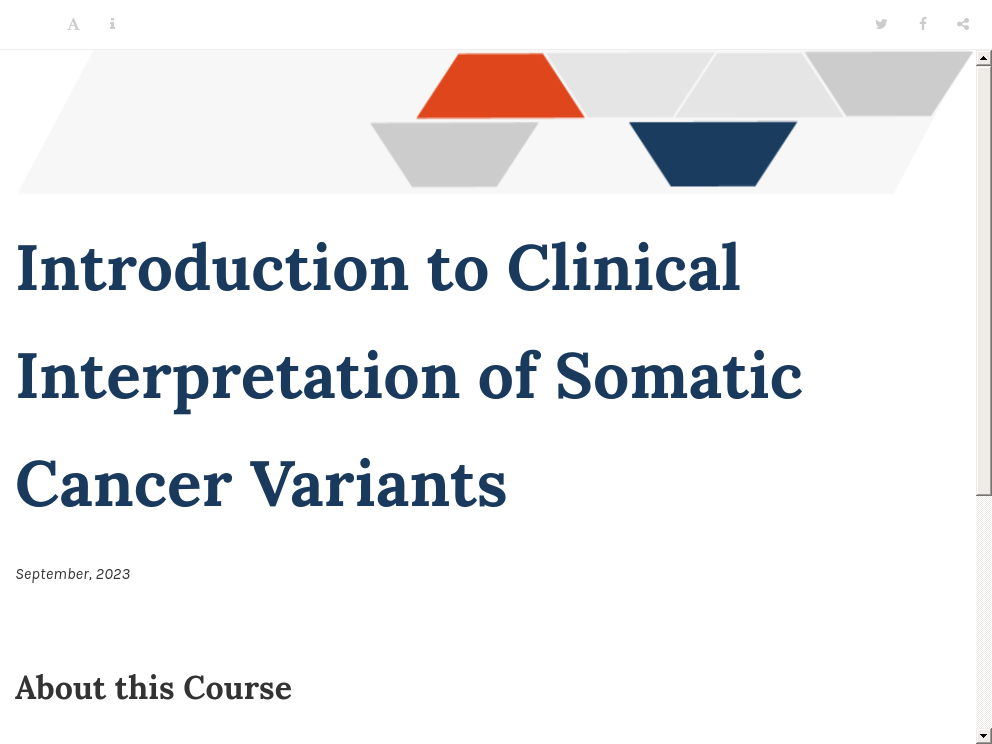 Introduction to Clinical
Interpretation of Somatic
Cancer Variants
September, 2023
About this Course